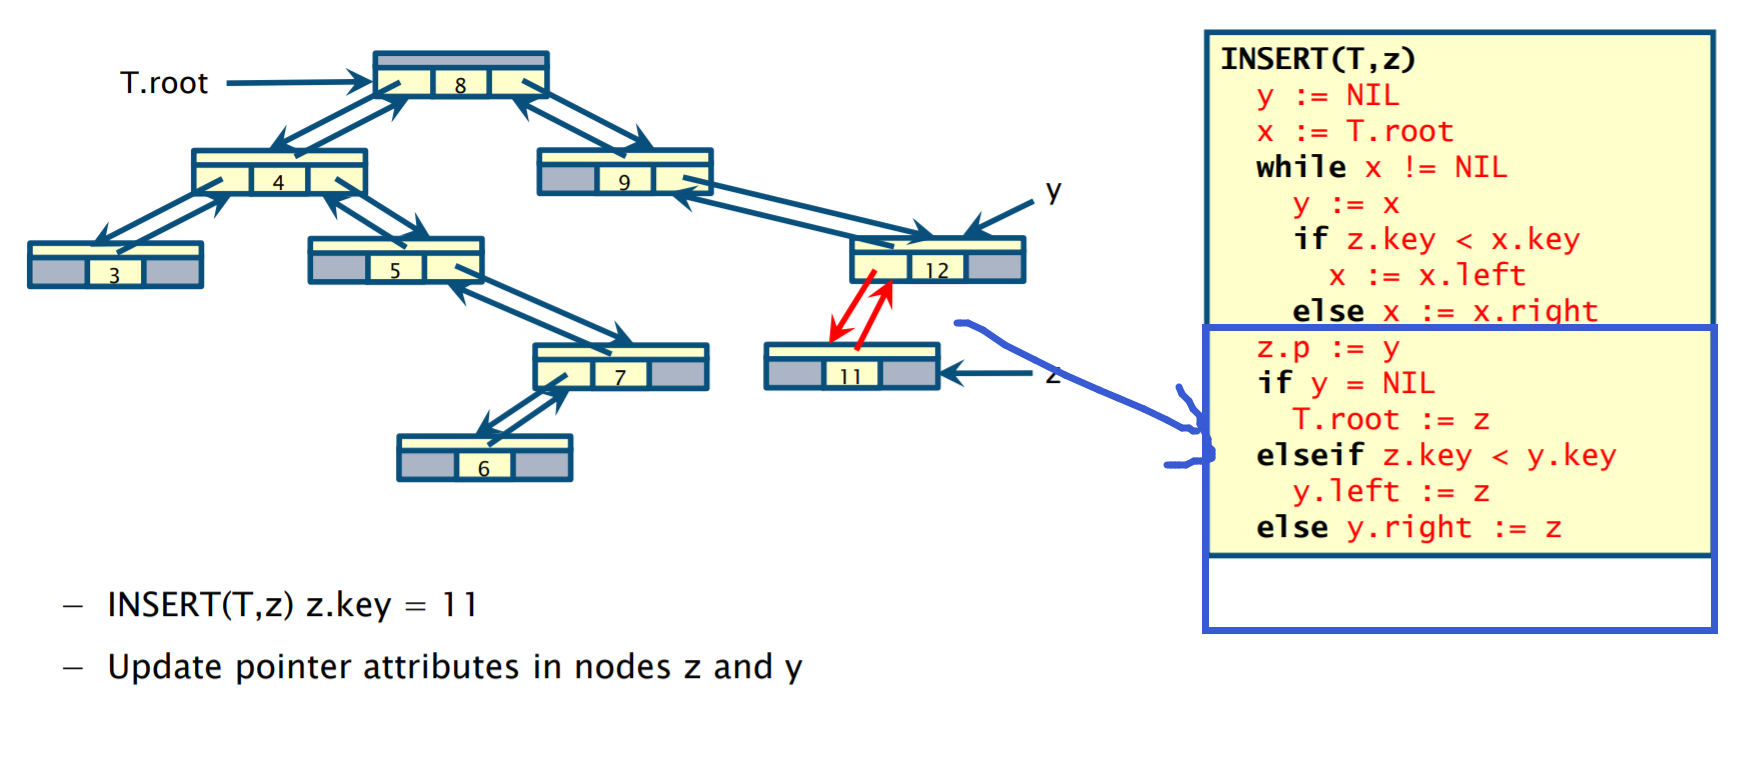 T.root
8
4
9
y
3
5
12
7
11
z
6
INSERT(T,z)
y := NIL
x := T.root
while x != NIL
y := x
if z.key < x.key
x := x.left
else x := x.right
z.p := y
if y = NIL
T.root := z
elseif z.key < y.key
y.left := z
else y.right := z
– INSERT(T,z) z.key = 11
– Update pointer attributes in nodes z and y